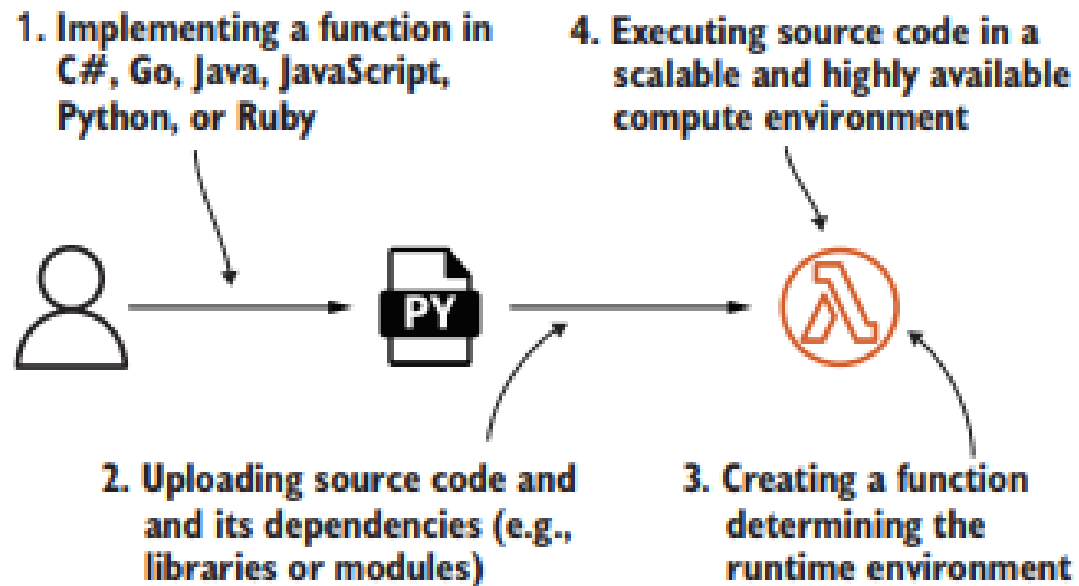 1. Implementing a function in
C#, Go, Java, JavaScript,
Python, or Ruby
4. Executing source code in a
scalable and highly available
compute environment
PY
2. Uploading source code and
and its dependencies (e.g.,
libraries or modules)
3. Creating a function
determining the
runtime environment